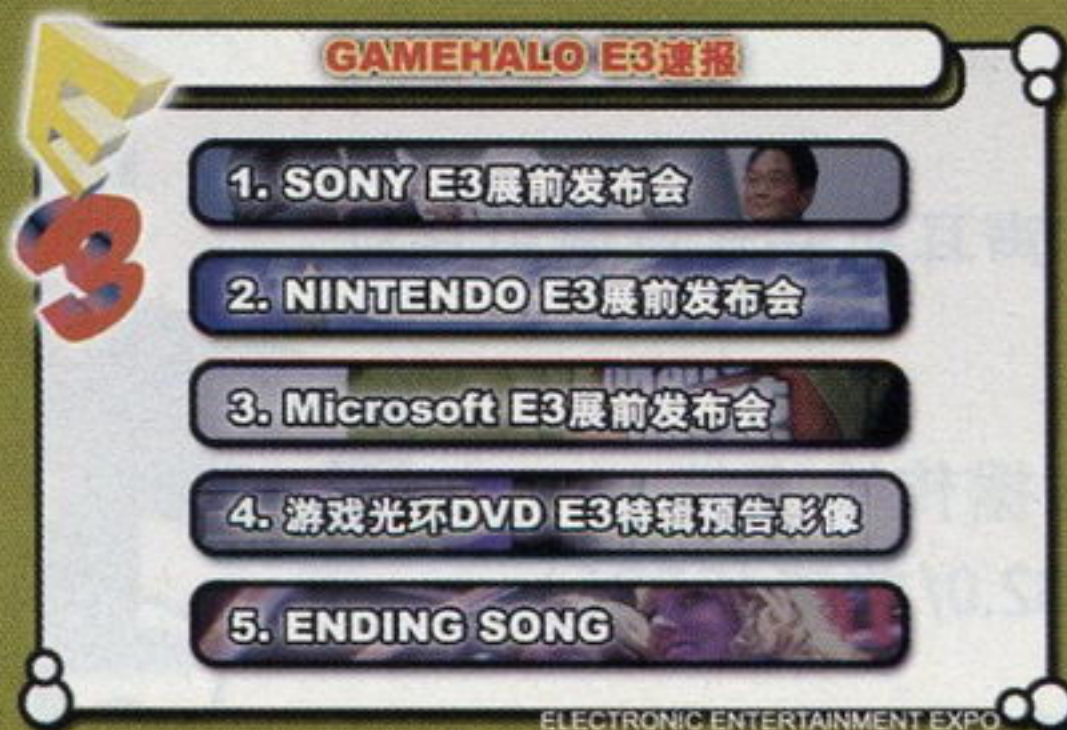 E3
GAMEHALO E3速报
1. SONY E3展前发布会
2. NINTENDO E3展前发布会
3. Microsoft E3展前发布会
4. 游戏光环DVD E3特辑预告影像
5. ENDING SONG
ELECTRONIC ENTERTAINMENT EXPO